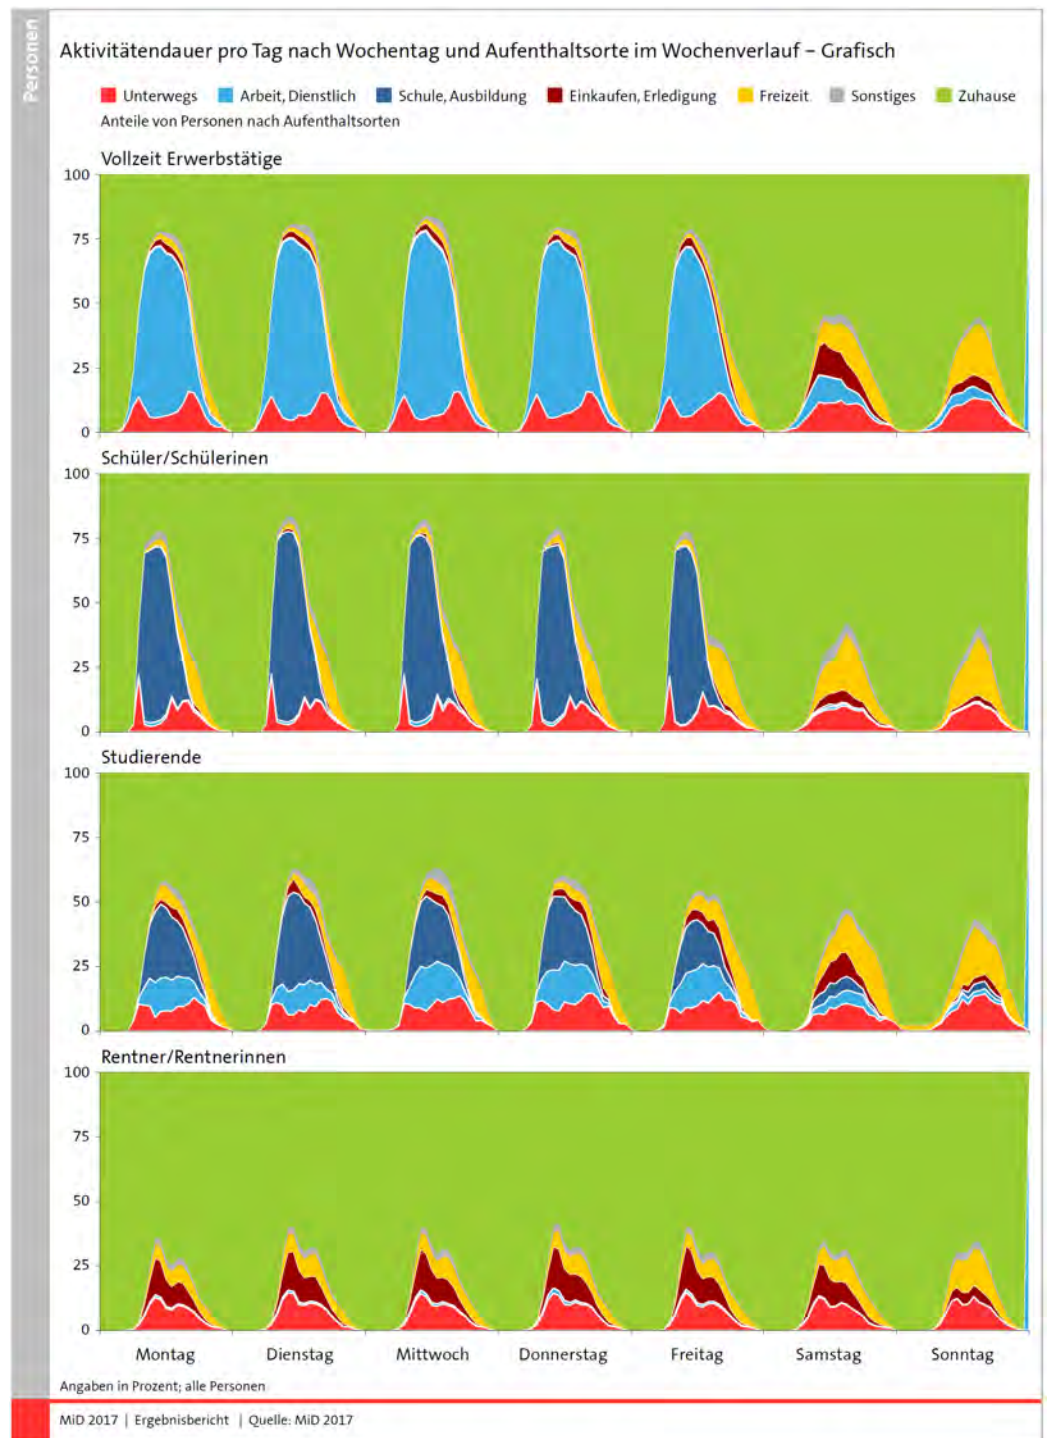 Personen
Aktivitätendauer pro Tag nach Wochentag und Aufenthaltsorte im Wochenverlauf – Grafisch
Unterwegs Arbeit, Dienstlich Schule, Ausbildung Einkaufen, Erledigung Freizeit Sonstiges Zuhause
Anteile von Personen nach Aufenthaltsorten
Vollzeit Erwerbstätige
100
75
50
25
0
Schüler/Schülerinen
100
75
50
25
0
Studierende
100
75
50
25
0
Rentner/Rentnerinnen
100
75
50
25
0
Montag Dienstag Mittwoch Donnerstag Freitag Samstag Sonntag
Angaben in Prozent; alle Personen
MiD 2017 | Ergebnisbericht | Quelle: MiD 2017